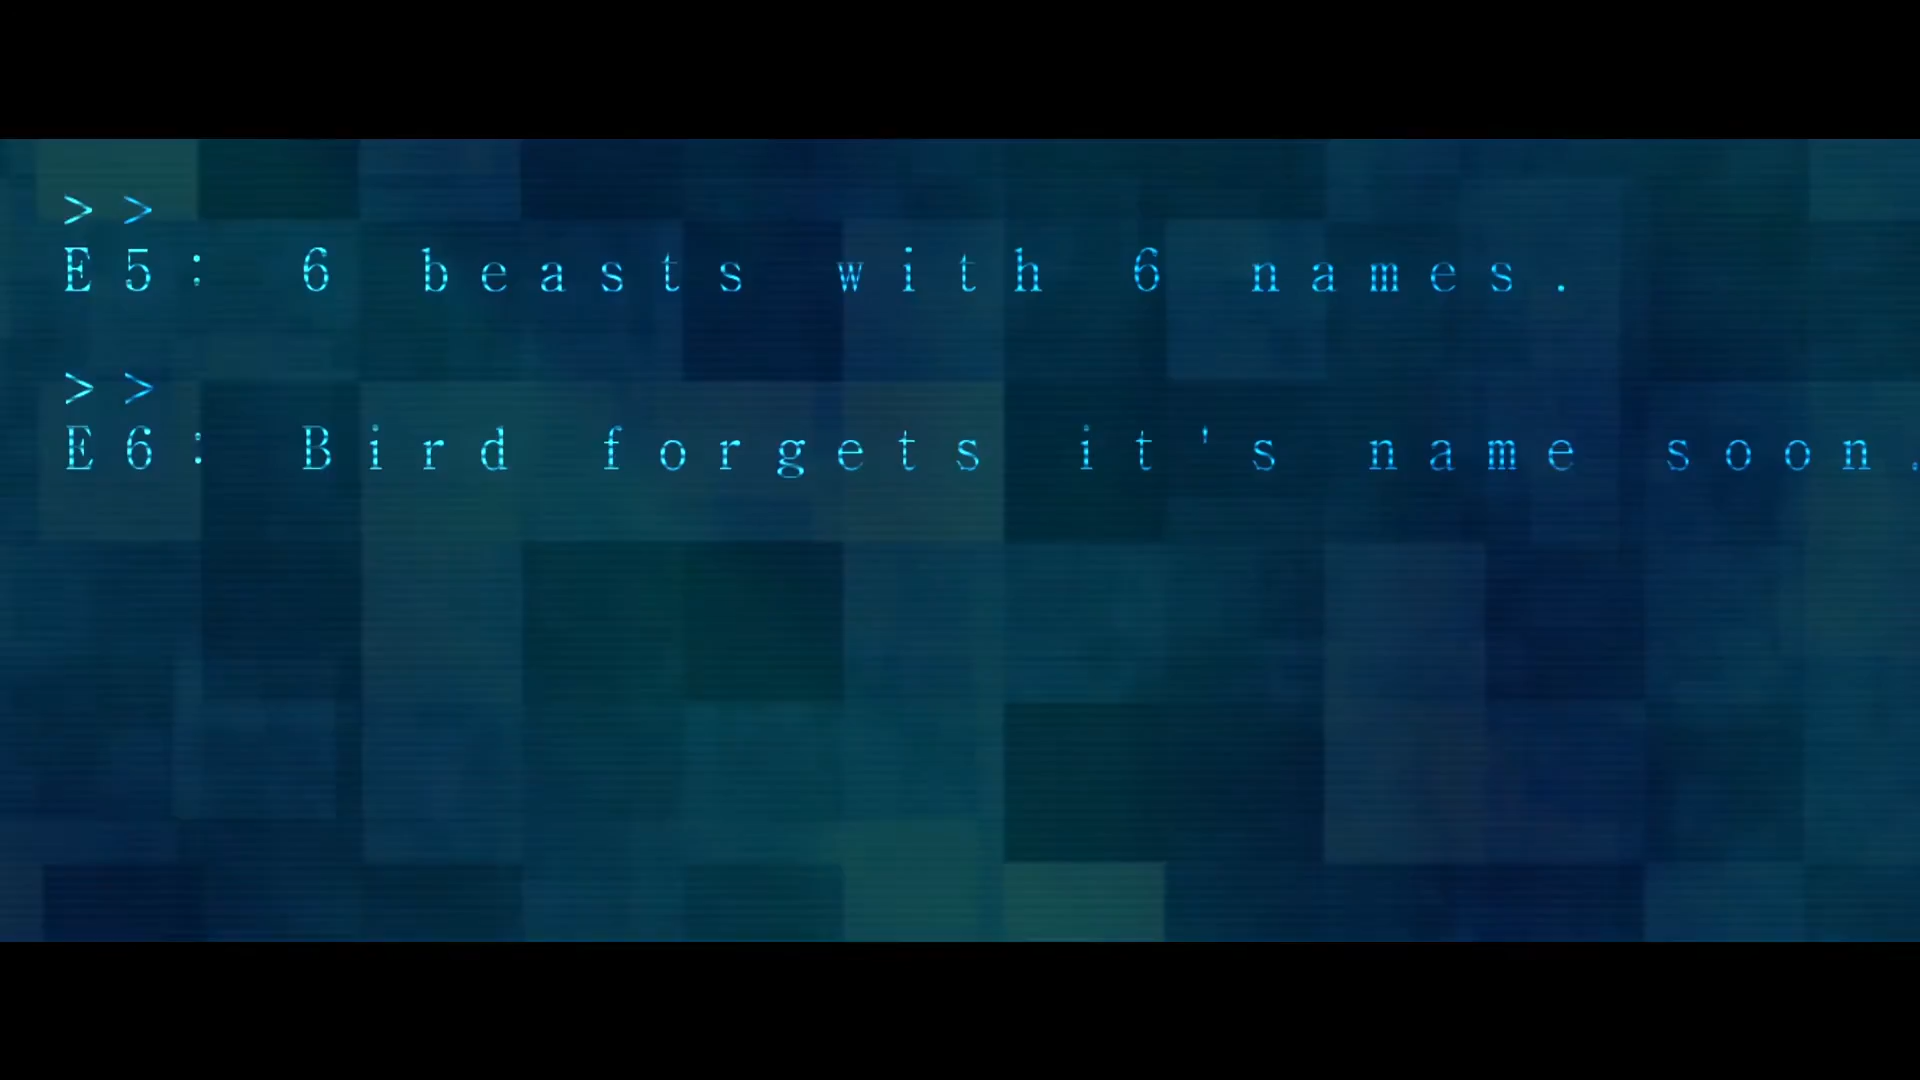 >>
E5: 6 beasts with 6 names.
>>
E6: Bird forgets it's name soon.